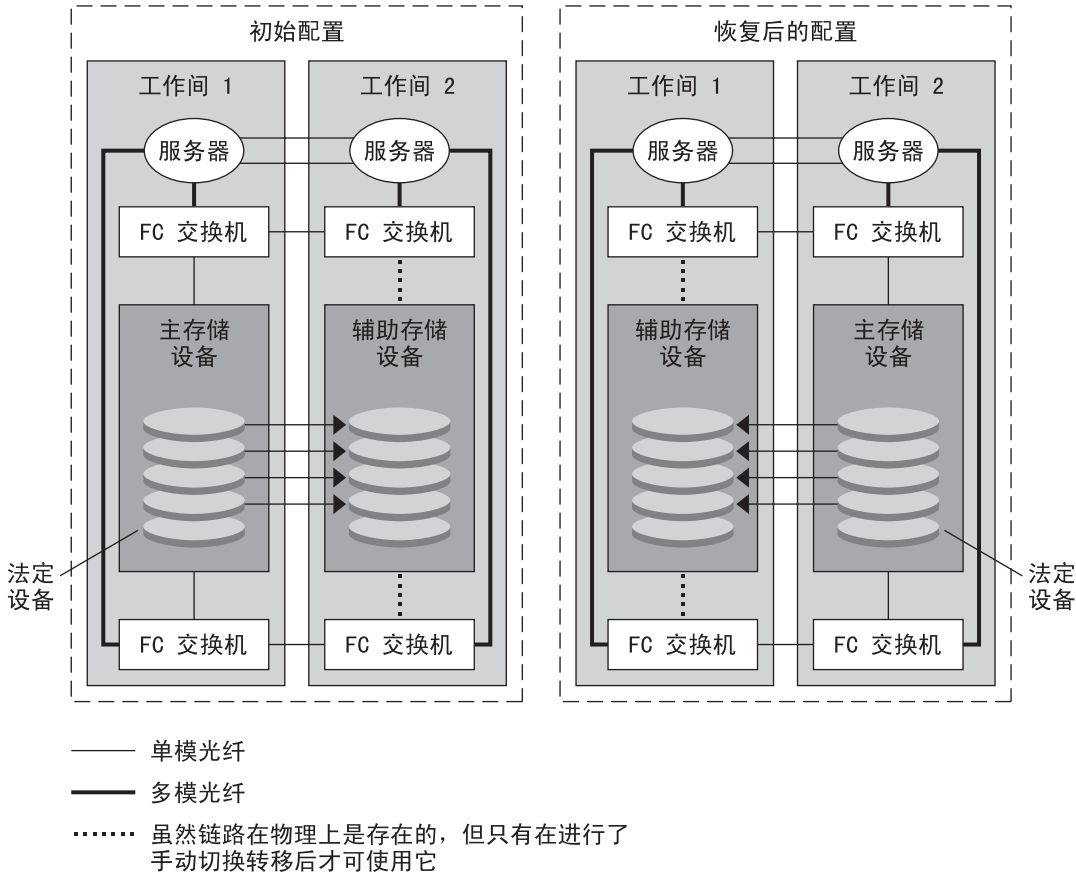 初始配置
工作间 1
工作间 2
服务器
服务器
FC 交换机
FC 交换机
主存储
设备
辅助存储
设备
法定
设备
FC 交换机
FC 交换机
恢复后的配置
工作间 1
工作间 2
服务器
服务器
FC 交换机
FC 交换机
辅助存储
设备
主存储
设备
法定
设备
FC 交换机
FC 交换机
单模光纤
多模光纤
虽然链路在物理上是存在的，但只有在进行了
手动切换转移后才可使用它